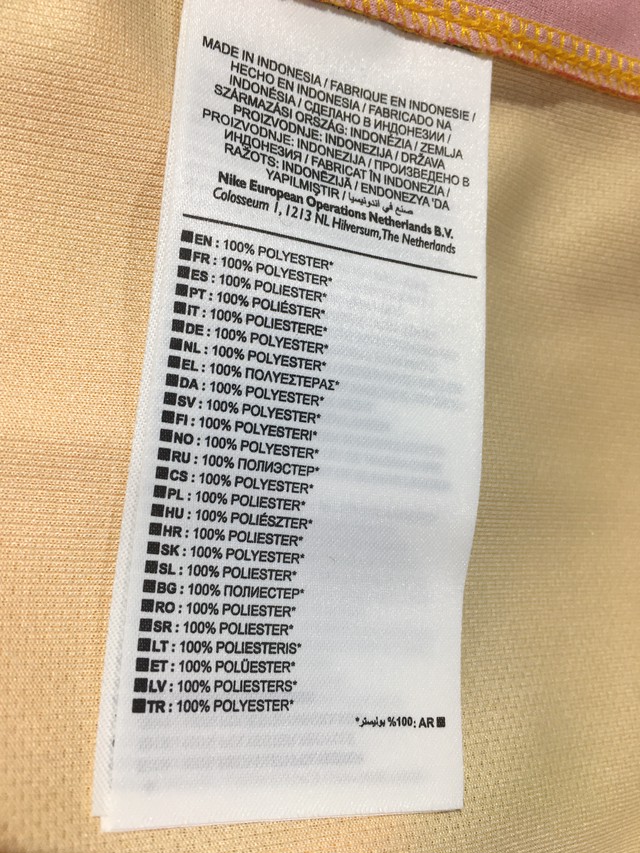 MADE IN INDONESIA / FABRIQUE EN INDONESIE /
HECHO EN INDONESIA / FABRICADO NA
INDONÉSIA / СДЕЛАНО В ИНДОНЕЗИИ /
SZÁRMAZÁSI ORSZÁG: INDONÉZIA / ZEMLJA
PROIZVODNJE: INDONEZIJA / DRŽAVA
PROIZVODNJE: INDONEZIJA / ПРОИЗВЕДЕНО В
ИНДОНЕЗИЯ / FABRICAT ÎN INDONEZIA /
RAŽOTS: INDONĒZIJĀ / ENDONEZYA 'DA
YAPILMIŞTIR / صنع في اندونيسيا
Nike European Operations Netherlands B.V.
Colosseum 1, 1213 NL Hilversum, The Netherlands
EN : 100% POLYESTER*
FR : 100% POLYESTER*
ES : 100% POLIESTER*
PT : 100% POLIÉSTER*
IT : 100% POLIESTERE*
DE : 100% POLYESTER*
NL : 100% POLYESTER*
EL : 100% ΠΟΛΥΕΣΤΕΡΑΣ*
DA : 100% POLYESTER*
SV : 100% POLYESTER*
FI : 100% POLYESTERI*
NO : 100% POLYESTER*
RU : 100% ПОЛИЭСТЕР*
CS : 100% POLYESTER*
PL : 100% POLIESTER*
HU : 100% POLIÉSZTER*
HR : 100% POLIESTER*
SK : 100% POLYESTER*
SL : 100% POLIESTER*
BG : 100% ПОЛИЕСТЕР*
RO : 100% POLIESTER*
SR : 100% POLIESTER*
LT : 100% POLIESTERIS*
ET : 100% POLÜESTER*
LV : 100% POLIESTERS*
TR : 100% POLYESTER*
AR : 100% بوليستر*